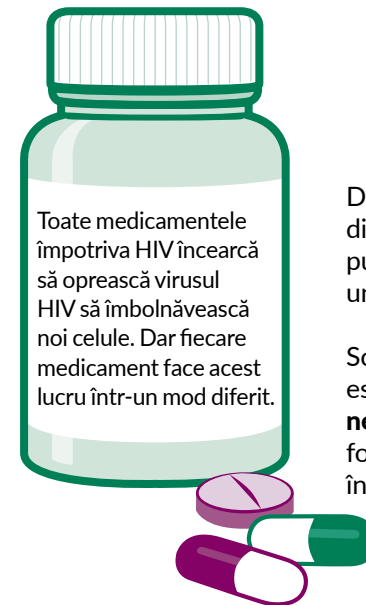 Toate medicamentele
împotriva HIV încearcă
să oprească virusul
HIV să îmbolnăvească
noi celule. Dar fiecare
medicament face acest
lucru într-un mod diferit.